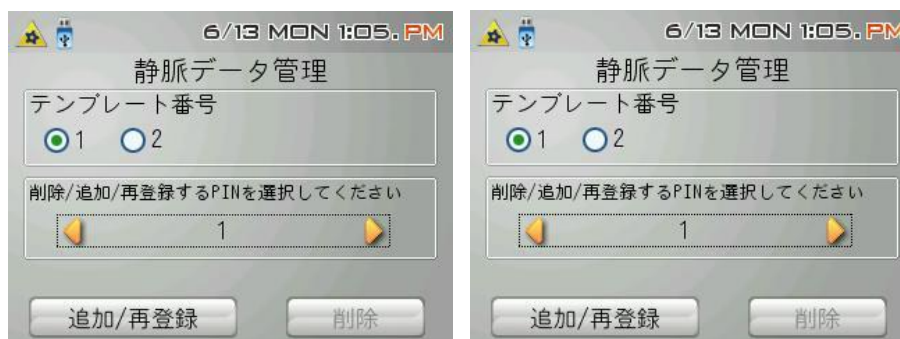 6/13 MON 1:05. PM
静脈データ管理
テンプレート番号
1 2
削除/追加/再登録するPINを選択してください
1
追加/再登録 削除
6/13 MON 1:05. PM
静脈データ管理
テンプレート番号
1 2
削除/追加/再登録するPINを選択してください
1
追加/再登録 削除